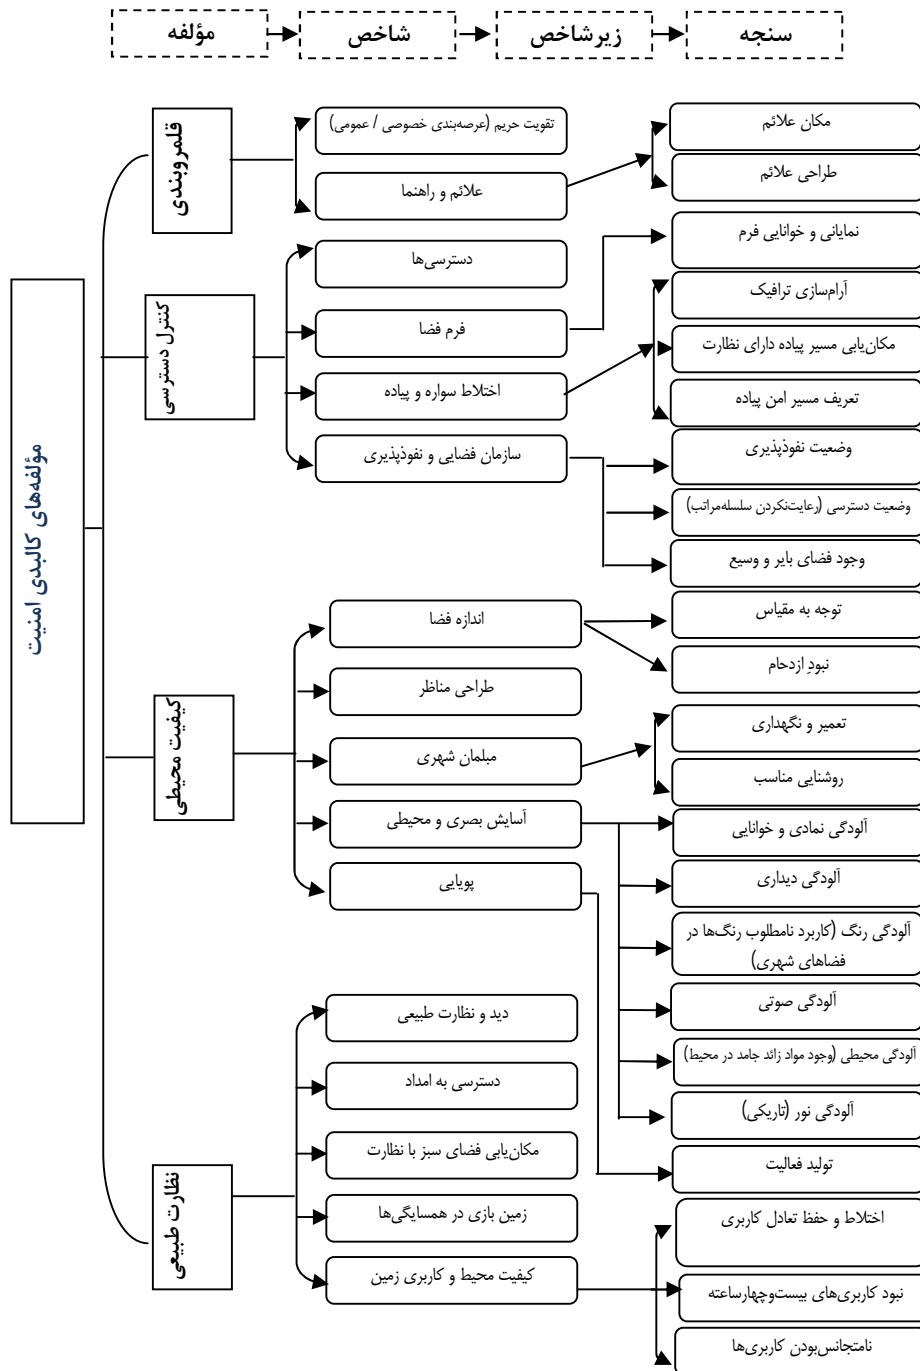 مؤلفه
شاخص
زیرشاخص
سنجه
مؤلفه‌های کالبدی امنیت
قلمروبندی
تقویت حریم (عرصه‌بندی خصوصی / عمومی)
علائم و راهنما
مکان علائم
طراحی علائم
کنترل دسترسی
دسترسی‌ها
فرم فضا
اختلاط سواره و پیاده
سازمان فضایی و نفوذپذیری
نمایانی و خوانایی فرم
آرام‌سازی ترافیک
مکان‌یابی مسیر پیاده دارای نظارت
تعریف مسیر امن پیاده
وضعیت نفوذپذیری
وضعیت دسترسی (رعایت‌نکردن سلسله‌مراتب)
وجود فضای بایر و وسیع
کیفیت محیطی
اندازه فضا
طراحی مناظر
مبلمان شهری
آسایش بصری و محیطی
پویایی
توجه به مقیاس
نبودِ ازدحام
تعمیر و نگهداری
روشنایی مناسب
آلودگی نمادی و خوانایی
آلودگی دیداری
آلودگی رنگ (کاربرد نامطلوب رنگ‌ها در
فضاهای شهری)
آلودگی صوتی
آلودگی محیطی (وجود مواد زائد جامد در محیط)
آلودگی نور (تاریکی)
تولید فعالیت
نظارت طبیعی
دید و نظارت طبیعی
دسترسی به امداد
مکان‌یابی فضای سبز با نظارت
زمین بازی در همسایگی‌ها
کیفیت محیط و کاربری زمین
اختلاط و حفظ تعادل کاربری
نبود کاربری‌های بیست‌وچهارساعته
نامتجانس‌بودن کاربری‌ها